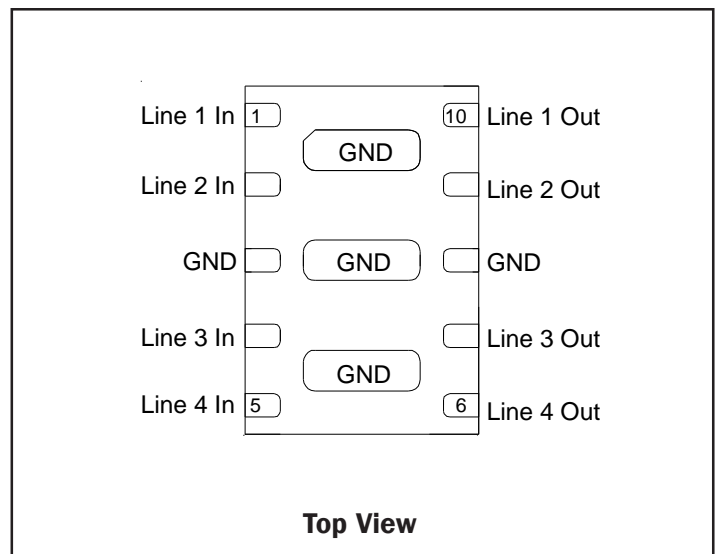 Line 1 In 1 10 Line 1 Out
GND
Line 2 In Line 2 Out
GND GND GND
Line 3 In Line 3 Out
GND
Line 4 In 5 6 Line 4 Out
Top View